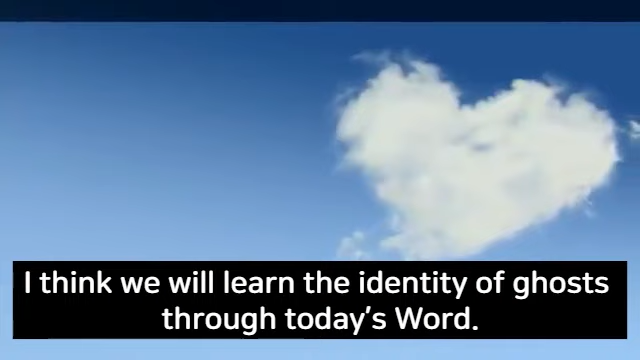 I think we will learn the identity of ghosts
through today's Word.